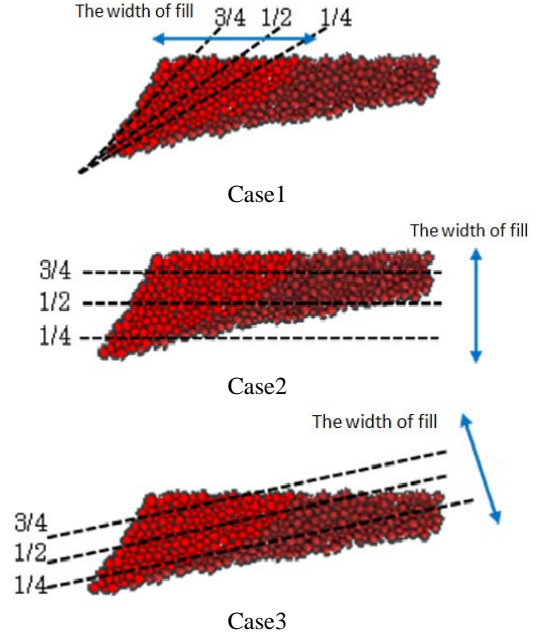 The width of fill 3/4 1/2 1/4
Case1
The width of fill
3/4
1/2
1/4
Case2
The width of fill
3/4
1/2
1/4
Case3